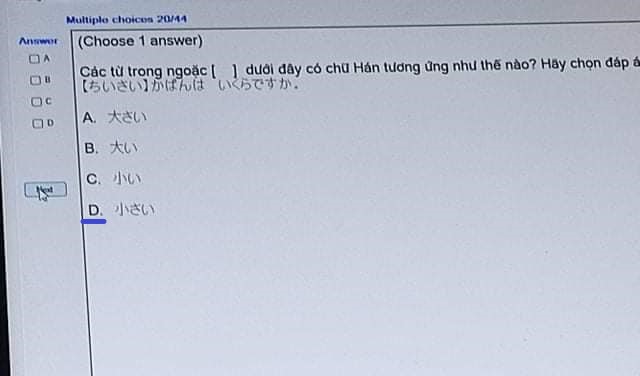 Multiple choices 20/44
Answer
(Choose 1 answer)
A
B
C
D
Các từ trong ngoặc [ ] dưới đây có chữ Hán tương ứng như thế nào? Hãy chọn đáp
【ちいさい】かばんは いくらですか。
A. 大さい
B. 大い
C. 小い
D. 小さい
Next